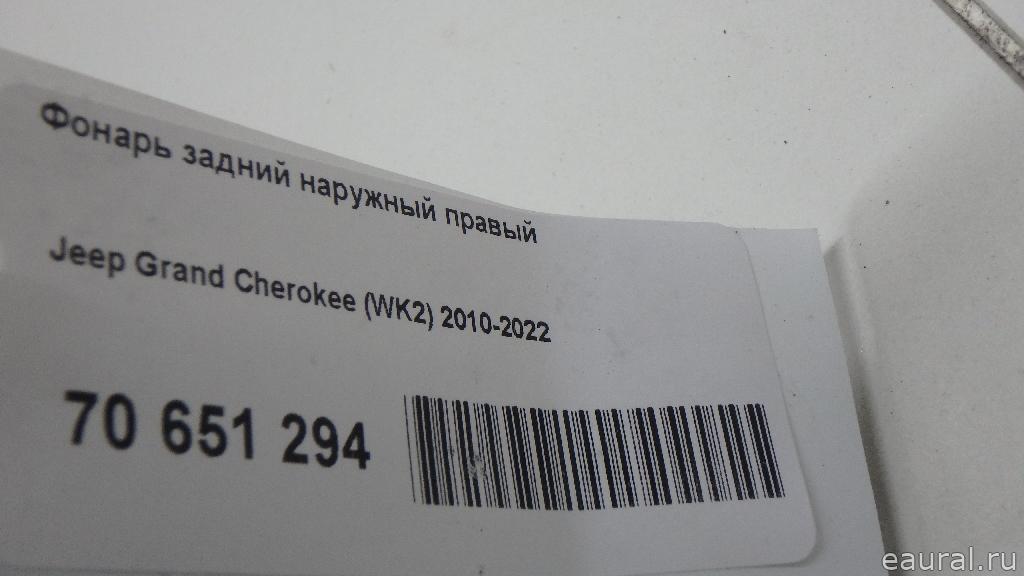 Фонарь задний наружный правый
Jeep Grand Cherokee (WK2) 2010-2022
70 651 294
eaural.ru